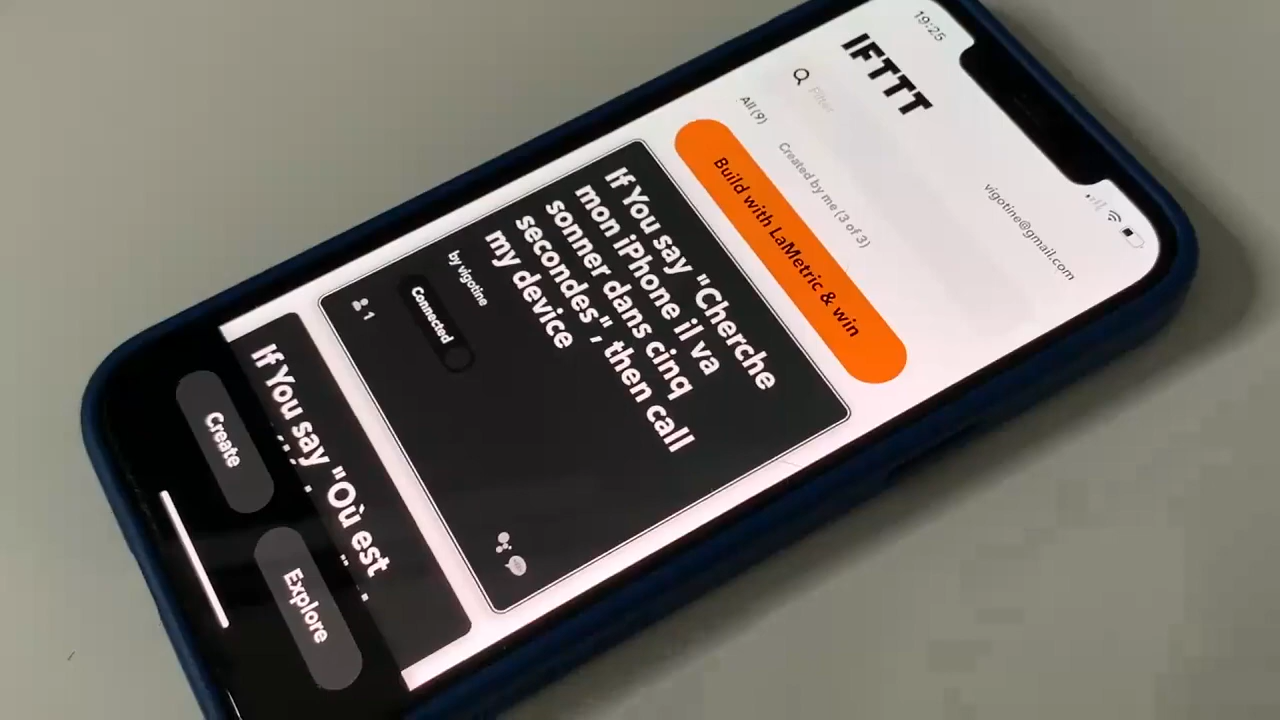 19:25
IFTTT
vigotine@gmail.com
Filter
All (9)
Created by me (3 of 3)
Build with LaMetric & win
If You say "Cherche
mon iPhone il va
sonner dans cinq
secondes", then call
my device
by vigotine
Connected
1
If You say "Où est
Create
Explore